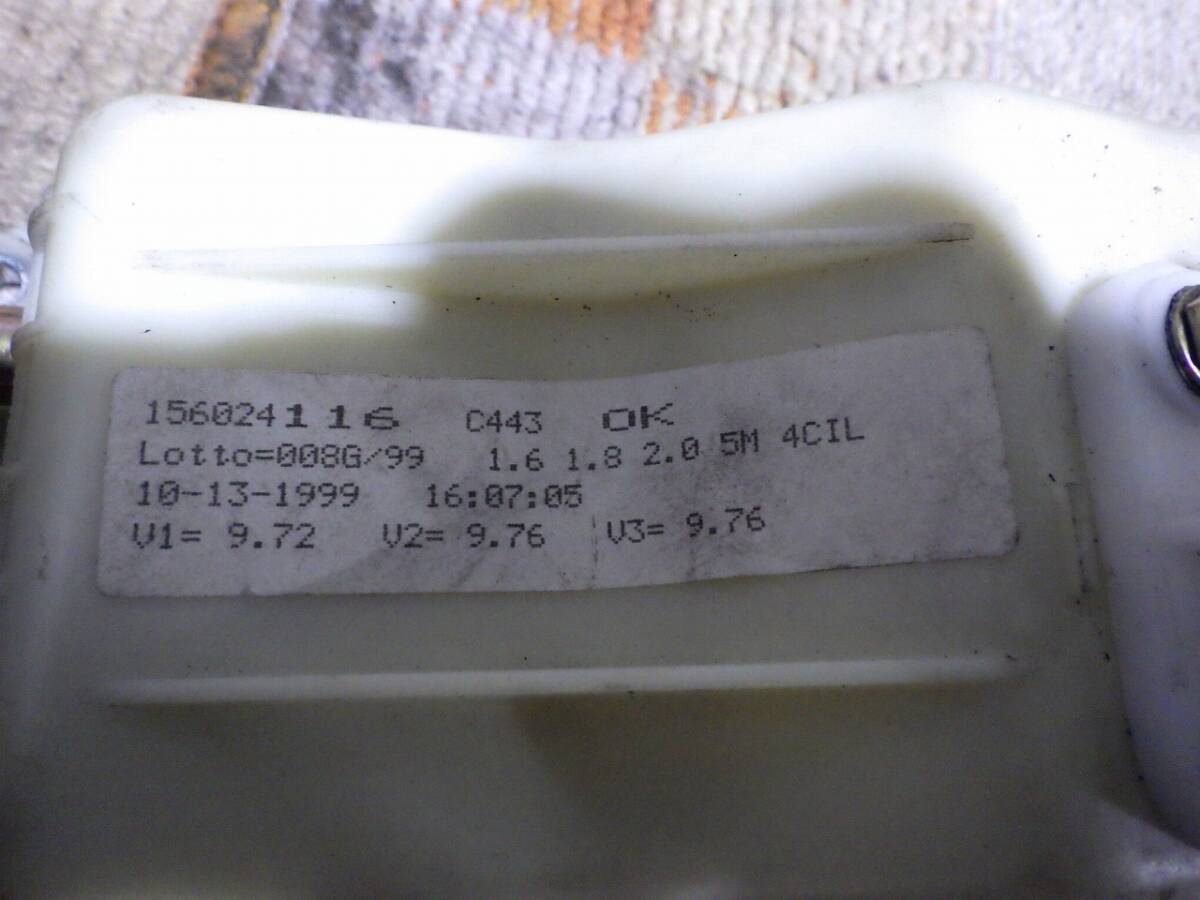 156024116 C443 OK
Lotto=008G/99 1.6 1.8 2.0 5M 4CIL
10-13-1999 16:07:05
V1= 9.72 V2= 9.76 V3= 9.76